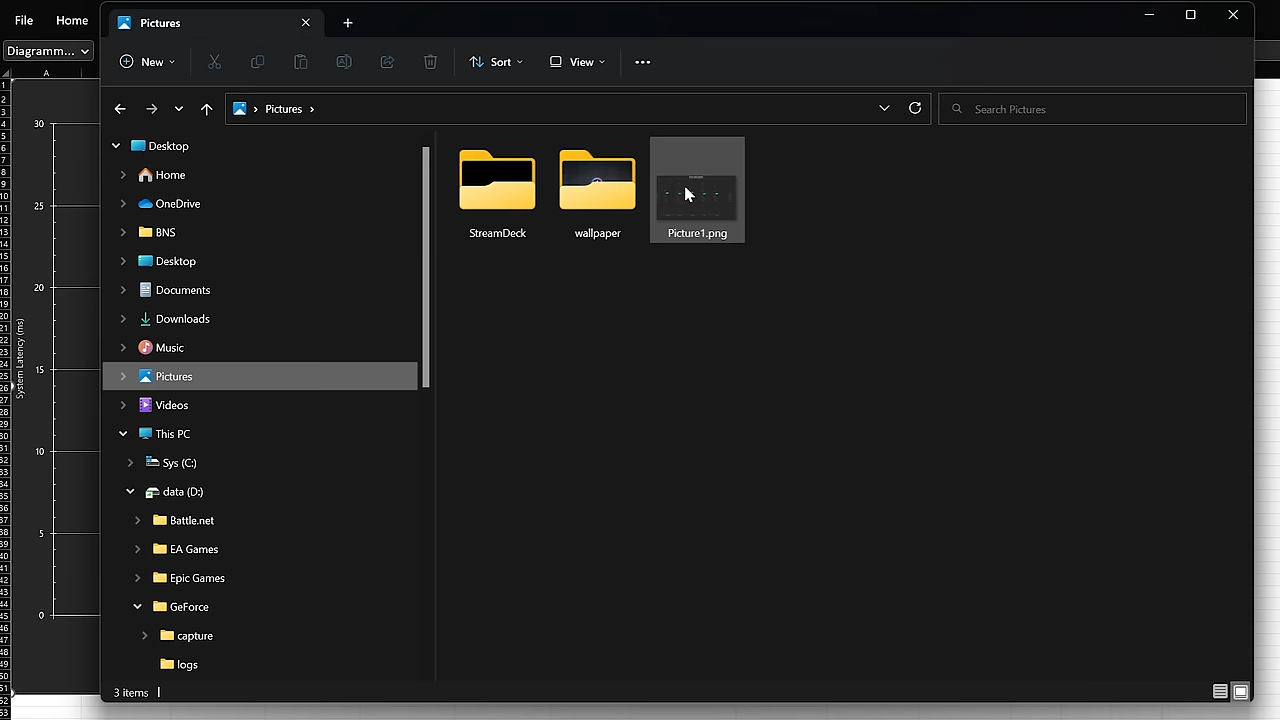 File
Home
Diagramm...
A
30
25
20
15
10
5
0
System Latency (ms)
Pictures
New
Sort
View
Pictures
Search Pictures
Desktop
Home
OneDrive
BNS
Desktop
Documents
Downloads
Music
Pictures
Videos
This PC
Sys (C:)
data (D:)
Battle.net
EA Games
Epic Games
GeForce
capture
logs
StreamDeck
wallpaper
Picture1.png
3 items